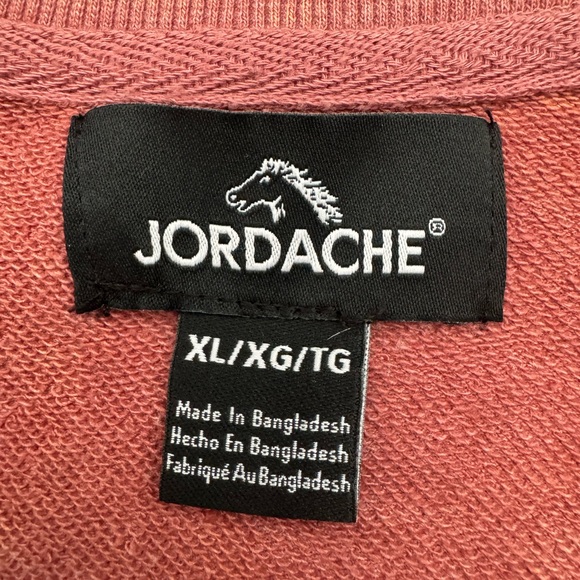 JORDACHE®
XL/XG/TG
Made In Bangladesh
Hecho En Bangladesh
Fabriqué Au Bangladesh